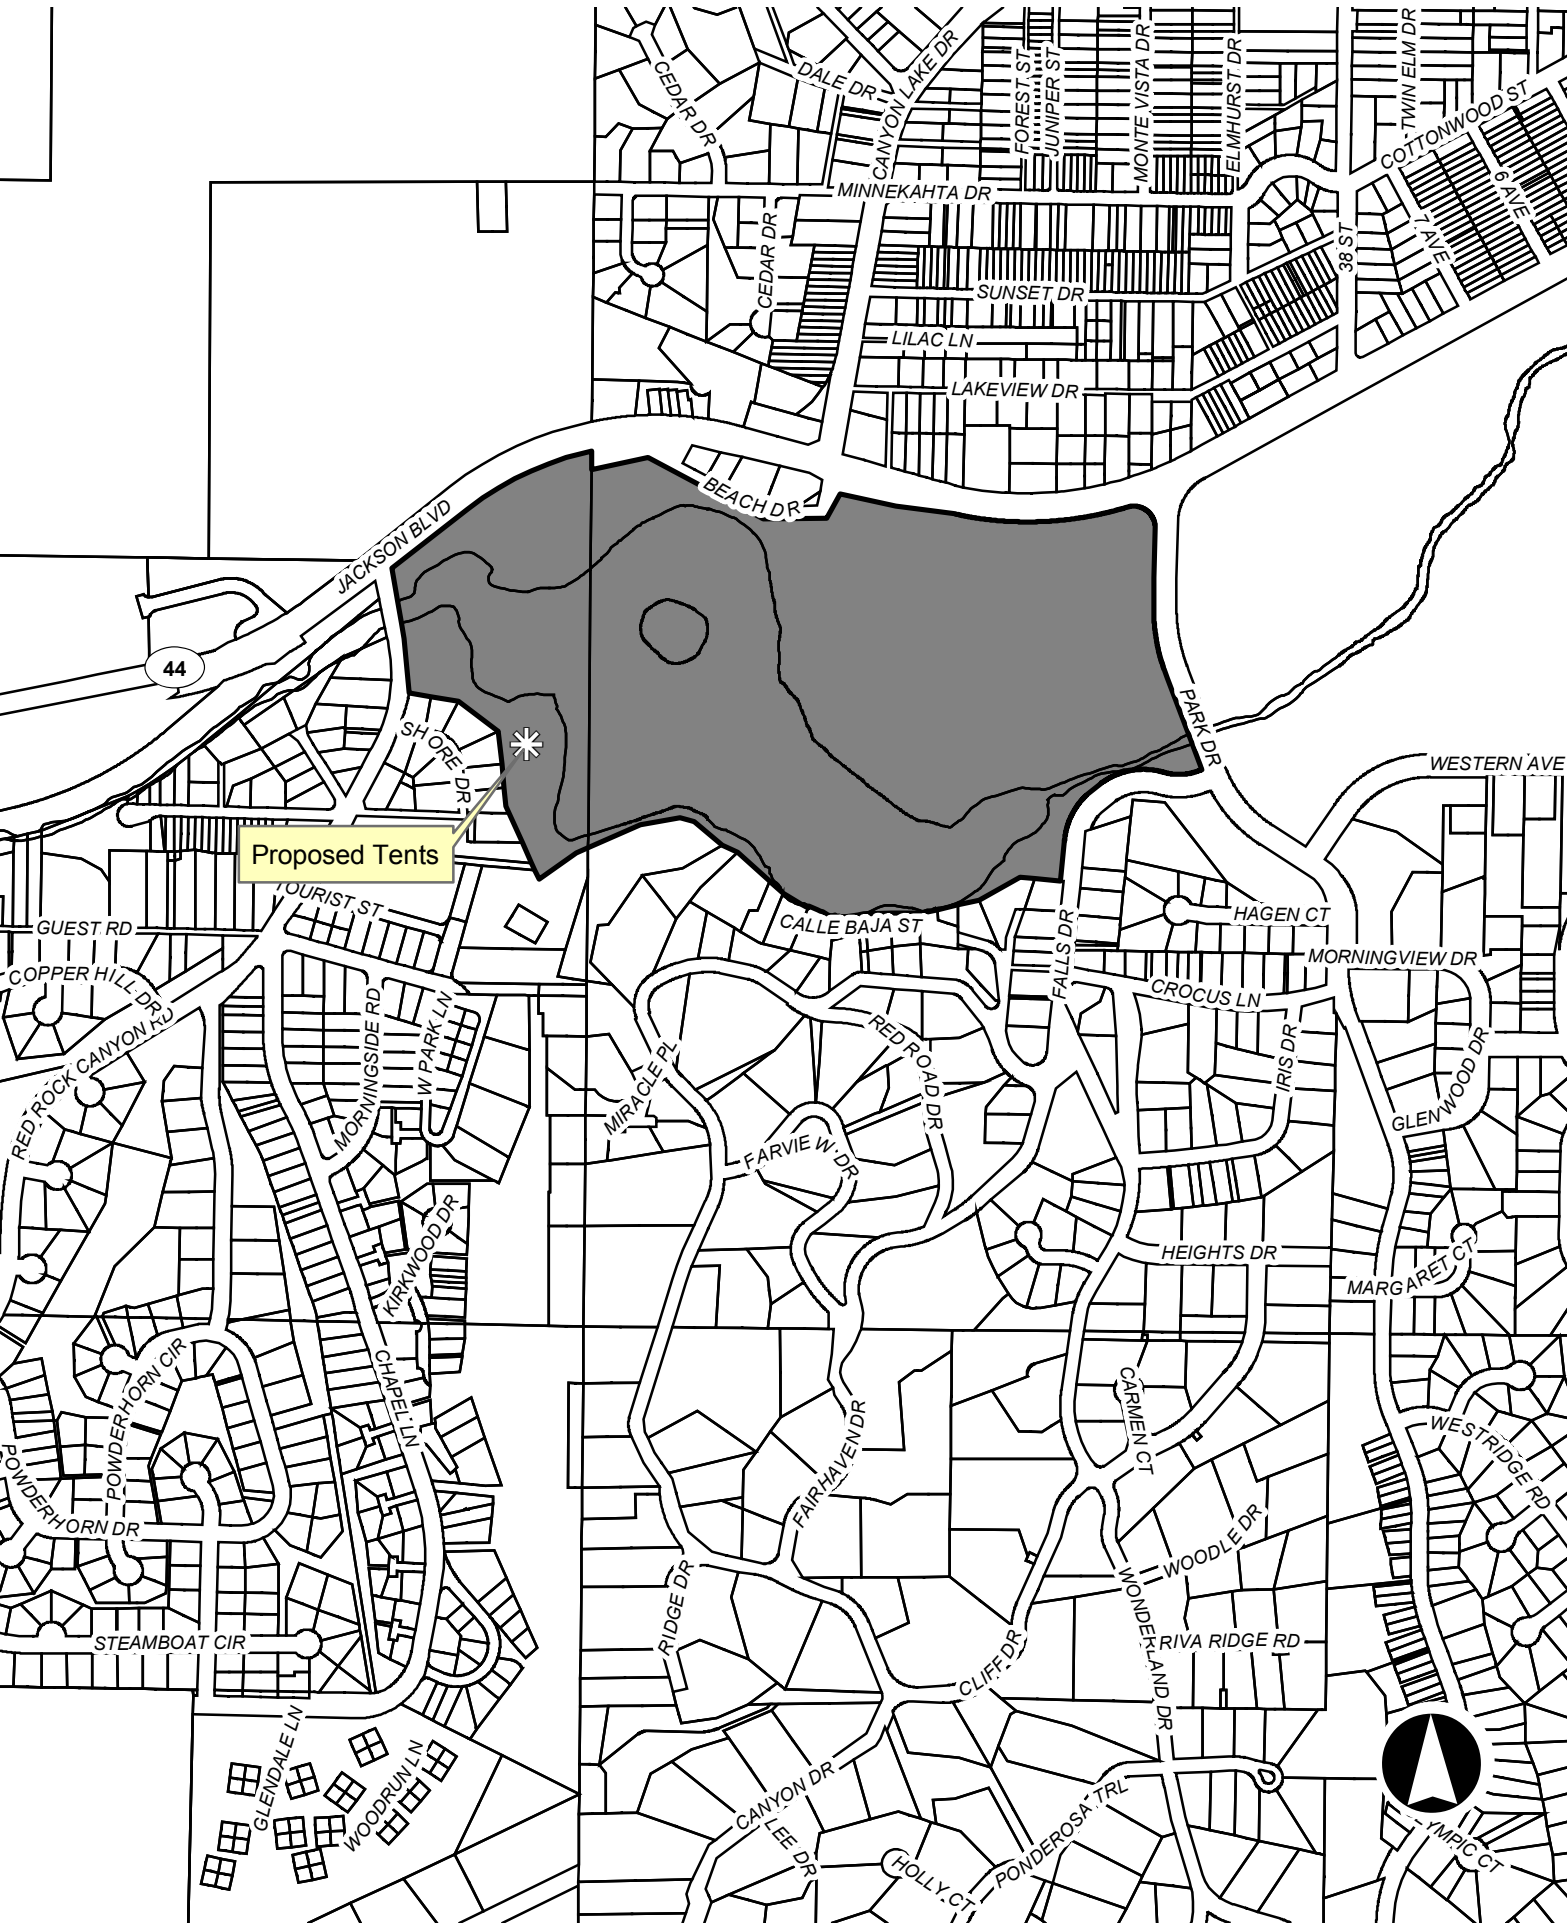 CEDAR DR
DALE DR
CANYON LAKE DR
FOREST ST
JUNIPER ST
MONTE VISTA DR
ELMHURST DR
TWIN ELM DR
COTTONWOOD ST
6 AVE
7 AVE
38 ST
MINNEKAHTA DR
CEDAR DR
SUNSET DR
LILAC LN
LAKEVIEW DR
BEACH DR
JACKSON BLVD
44
PARK DR
SHORE DR
WESTERN AVE
Proposed Tents
TOURIST ST
GUEST RD
CALLE BAJA ST
HAGEN CT
FALLS DR
MORNINGVIEW DR
COPPER HILL DR
CROCUS LN
RED ROCK CANYON RD
MORNINGSIDE RD
W PARK LN
MIRACLE PL
RED ROAD DR
IRIS DR
GLENWOOD DR
FARVIEW DR
KIRKWOOD DR
HEIGHTS DR
MARGARET CT
POWDERHORN CIR
CHAPEL LN
CARMEN CT
WESTRIDGE RD
POWDERHORN DR
FAIRHAVEN DR
WOODLE DR
RIDGE DR
WONDERLAND DR
STEAMBOAT CIR
RIVA RIDGE RD
CLIFF DR
GLENDALE LN
WOODRUN LN
CANYON DR
LEE DR
PONDEROSA TRL
HOLLY CT
LYMPIC CT